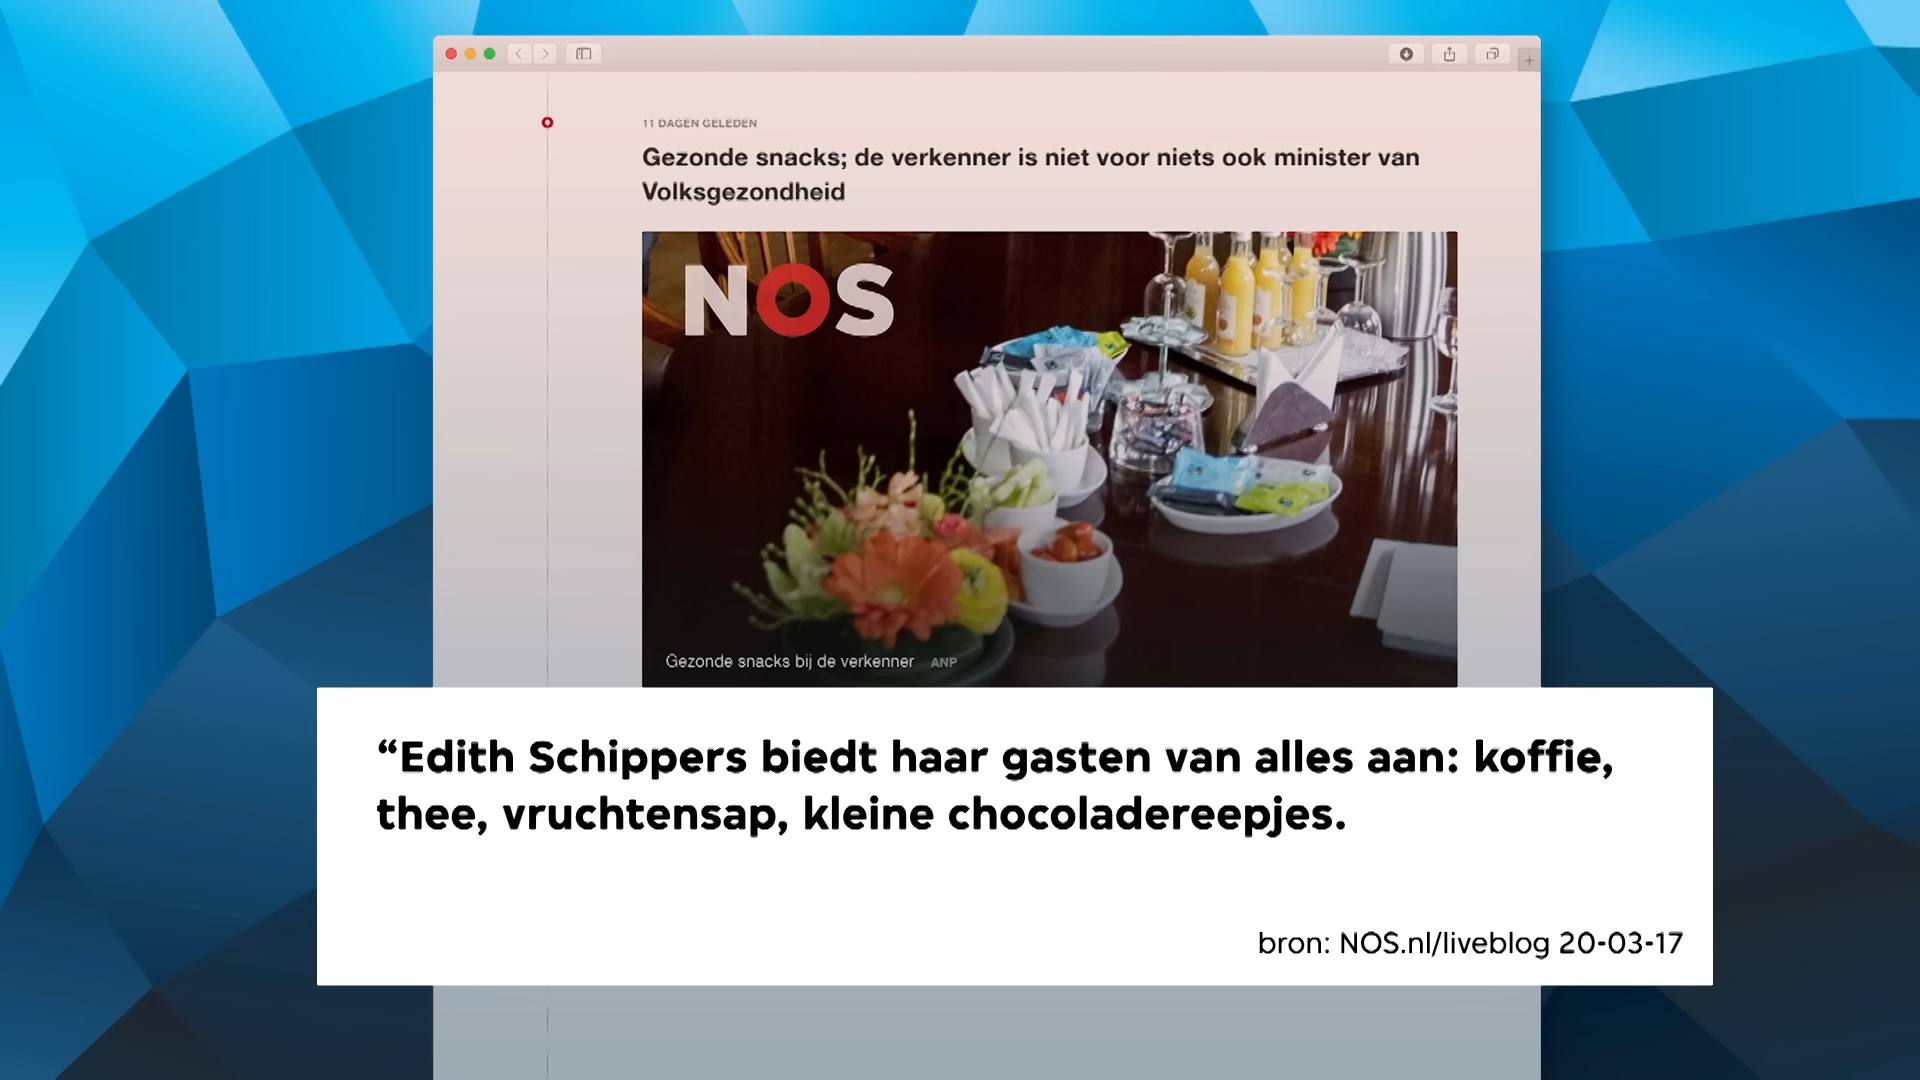 11 DAGEN GELEDEN
Gezonde snacks; de verkenner is niet voor niets ook minister van
Volksgezondheid
NOS
Gezonde snacks bij de verkenner ANP
“Edith Schippers biedt haar gasten van alles aan: koffie,
thee, vruchtensap, kleine chocoladereepjes.
bron: NOS.nl/liveblog 20-03-17